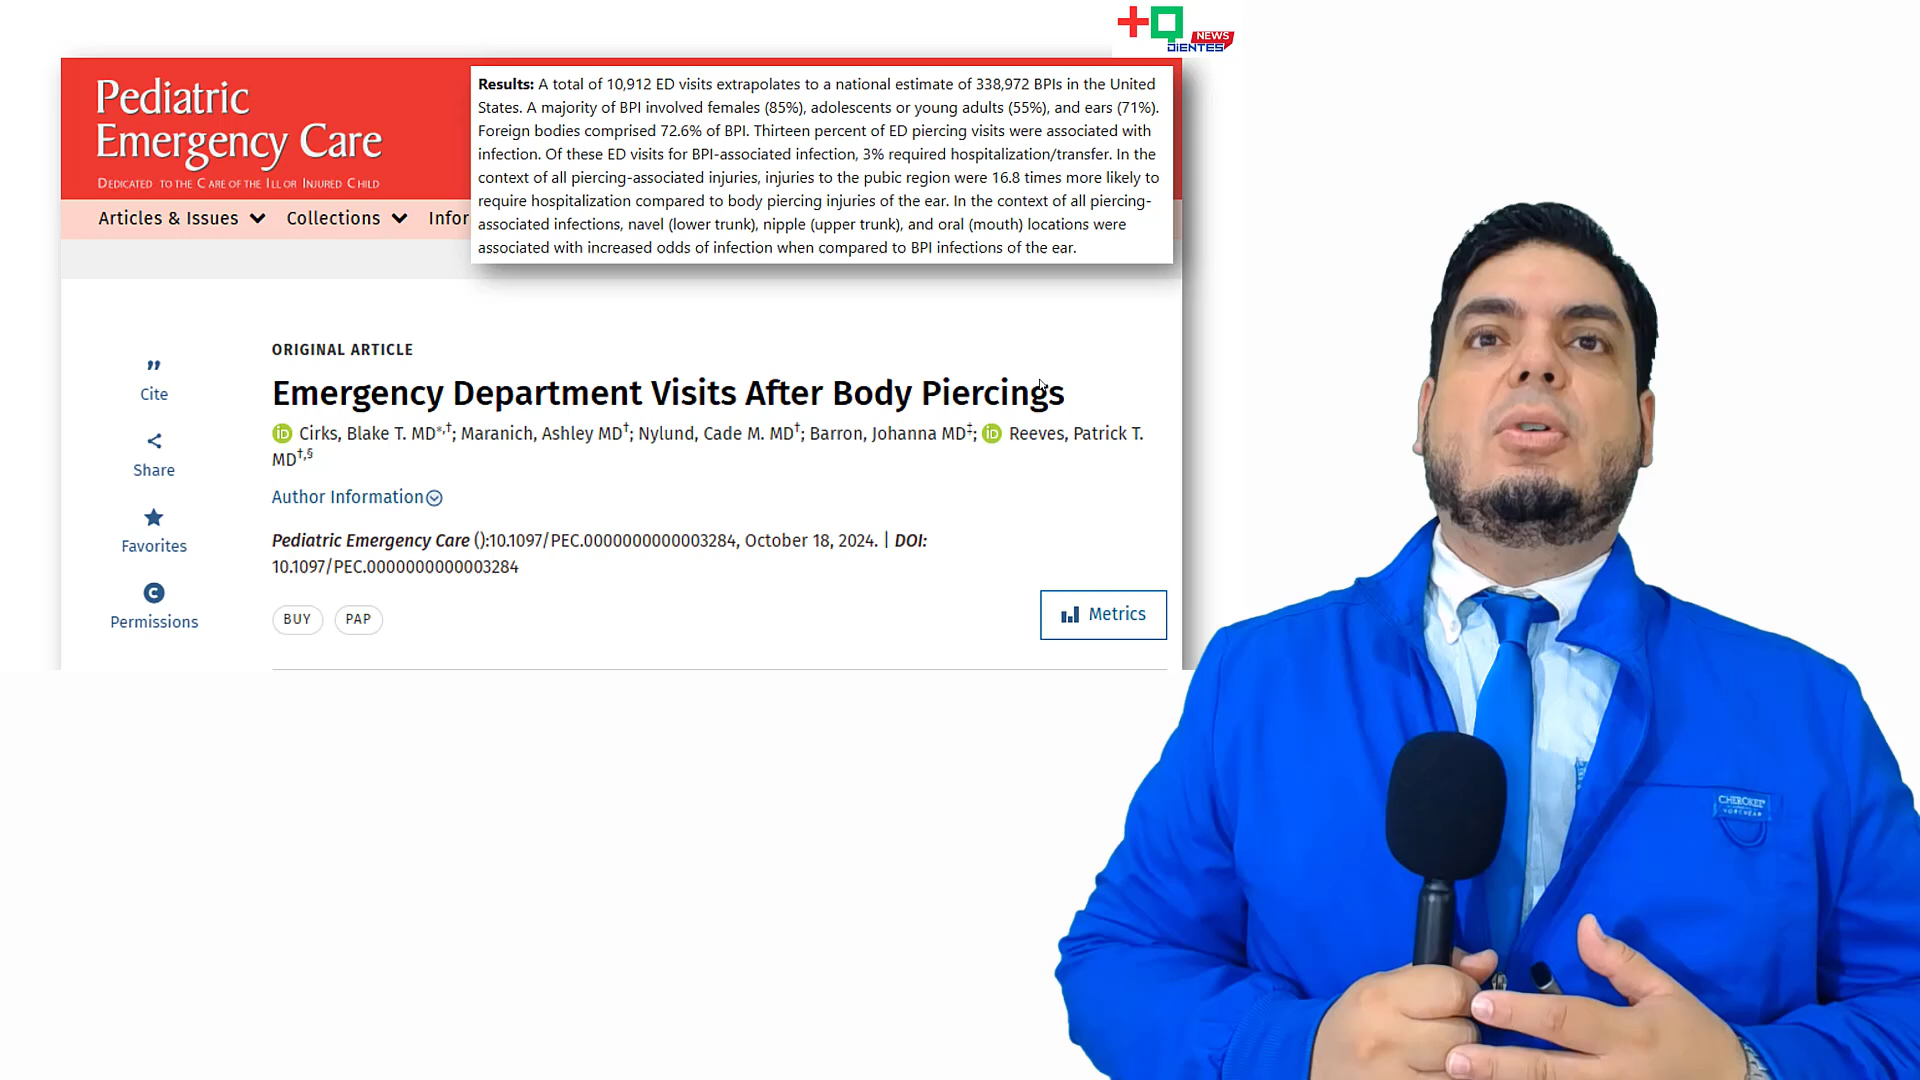 +Q
NEWS
DIENTES
Pediatric
Emergency Care
DEDICATED TO THE CARE OF THE ILL OR INJURED CHILD
Articles & Issues
Collections
Infor
Results: A total of 10,912 ED visits extrapolates to a national estimate of 338,972 BPIs in the United
States. A majority of BPI involved females (85%), adolescents or young adults (55%), and ears (71%).
Foreign bodies comprised 72.6% of BPI. Thirteen percent of ED piercing visits were associated with
infection. Of these ED visits for BPI-associated infection, 3% required hospitalization/transfer. In the
context of all piercing-associated injuries, injuries to the pubic region were 16.8 times more likely to
require hospitalization compared to body piercing injuries of the ear. In the context of all piercing-
associated infections, navel (lower trunk), nipple (upper trunk), and oral (mouth) locations were
associated with increased odds of infection when compared to BPI infections of the ear.
Cite
Share
Favorites
Permissions
ORIGINAL ARTICLE
Emergency Department Visits After Body Piercings
iD Cirks, Blake T. MD*,†; Maranich, Ashley MD†; Nylund, Cade M. MD†; Barron, Johanna MD‡; iD Reeves, Patrick T.
MD†,§
Author Information
Pediatric Emergency Care ():10.1097/PEC.0000000000003284, October 18, 2024. | DOI:
10.1097/PEC.0000000000003284
BUY
PAP
Metrics
CHEROKEE
WORKWEAR